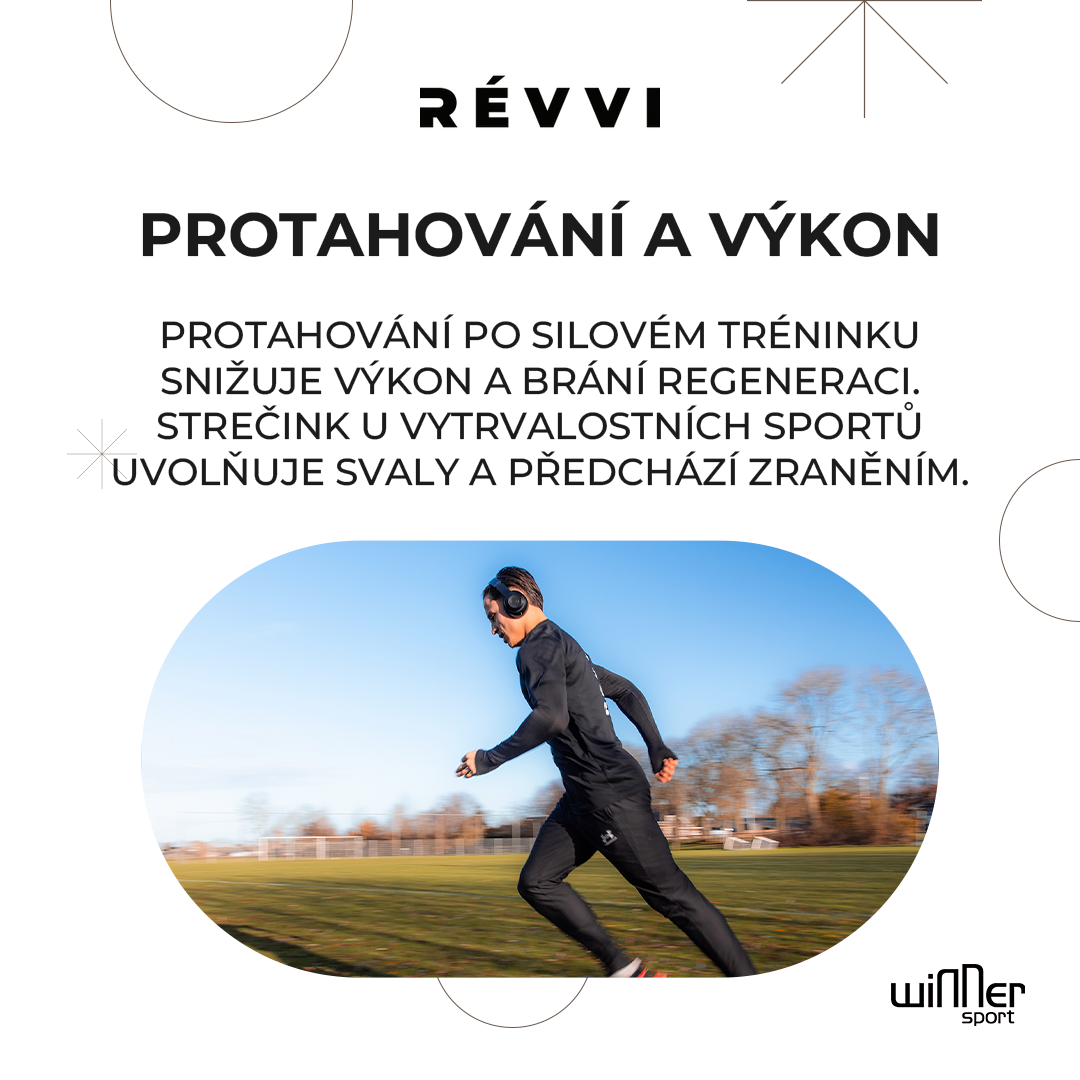 RÉVVI
PROTAHOVÁNÍ A VÝKON
PROTAHOVÁNÍ PO SILOVÉM TRÉNINKU
SNIŽUJE VÝKON A BRÁNÍ REGENERACI.
STREČINK U VYTRVALOSTNÍCH SPORTŮ
UVOLŇUJE SVALY A PŘEDCHÁZÍ ZRANĚNÍM.
winner
sport